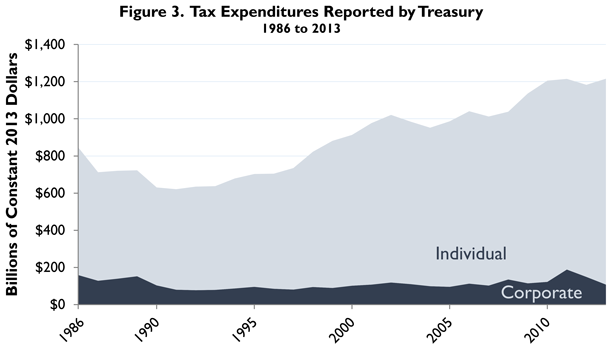 Figure 3. Tax Expenditures Reported by Treasury
1986 to 2013
Billions of Constant 2013 Dollars
$1,400
$1,200
$1,000
$800
$600
$400
$200
$0
Individual
Corporate
1986
1990
1995
2000
2005
2010